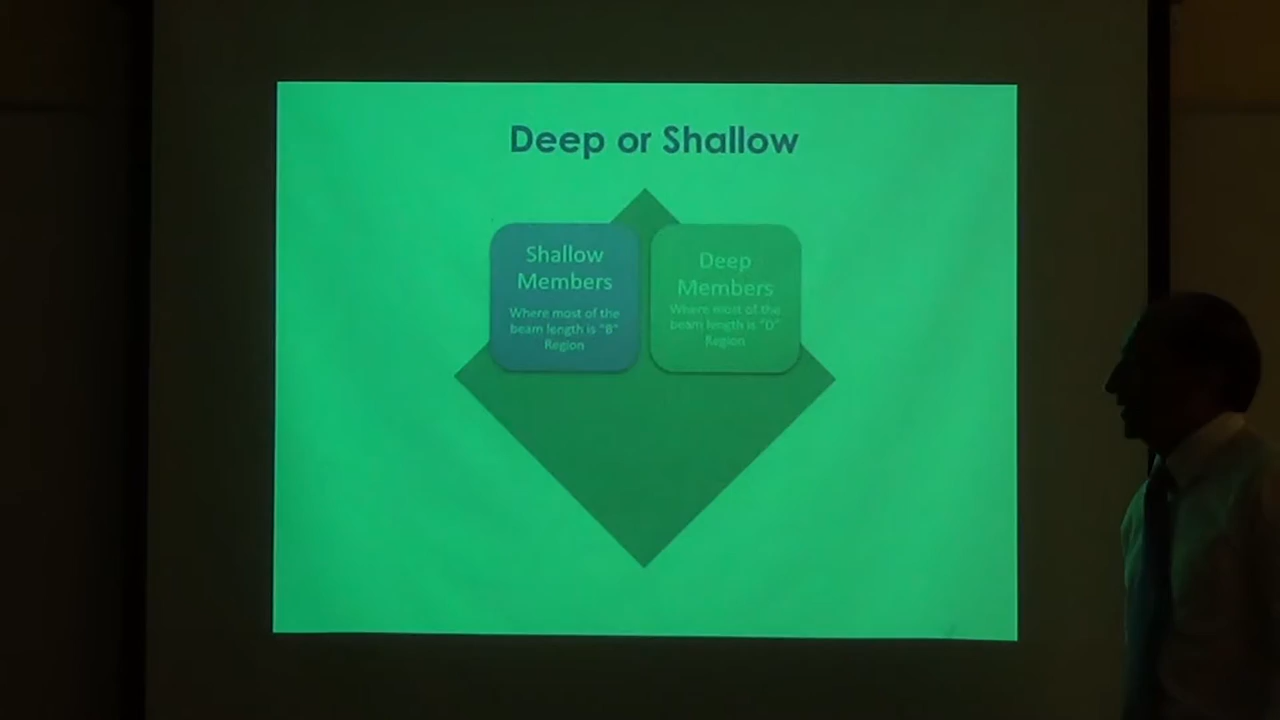 Deep or Shallow
Shallow
Members
Where most of the
beam length is "B"
Region
Deep
Members
Where most of the
beam length is "D"
Region